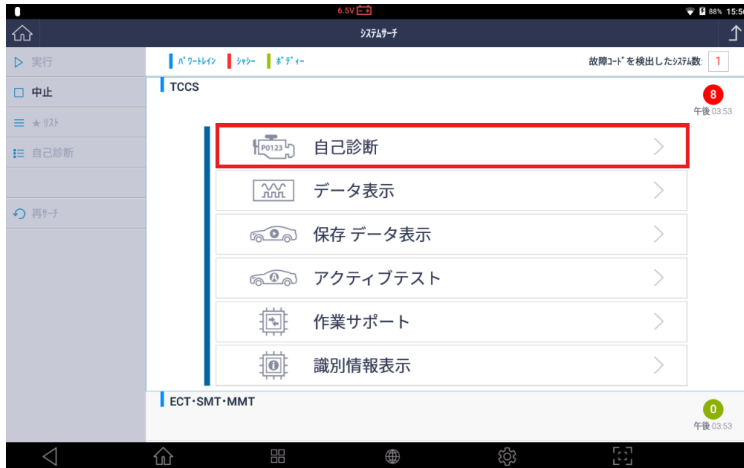 6.5V
88% 15:50
ｼｽﾃﾑｻｰﾁ
実行
中止
★ ﾘｽﾄ
自己診断
再ｻｰﾁ
ﾊﾟﾜｰﾄﾚｲﾝ ｼｬｼｰ ﾎﾞﾃﾞｨｰ
故障ｺｰﾄﾞを検出したｼｽﾃﾑ数: 1
TCCS
8
午後 03:53
P0123 自己診断
データ表示
保存 データ表示
アクティブテスト
作業サポート
識別情報表示
ECT･SMT･MMT
0
午後 03:53